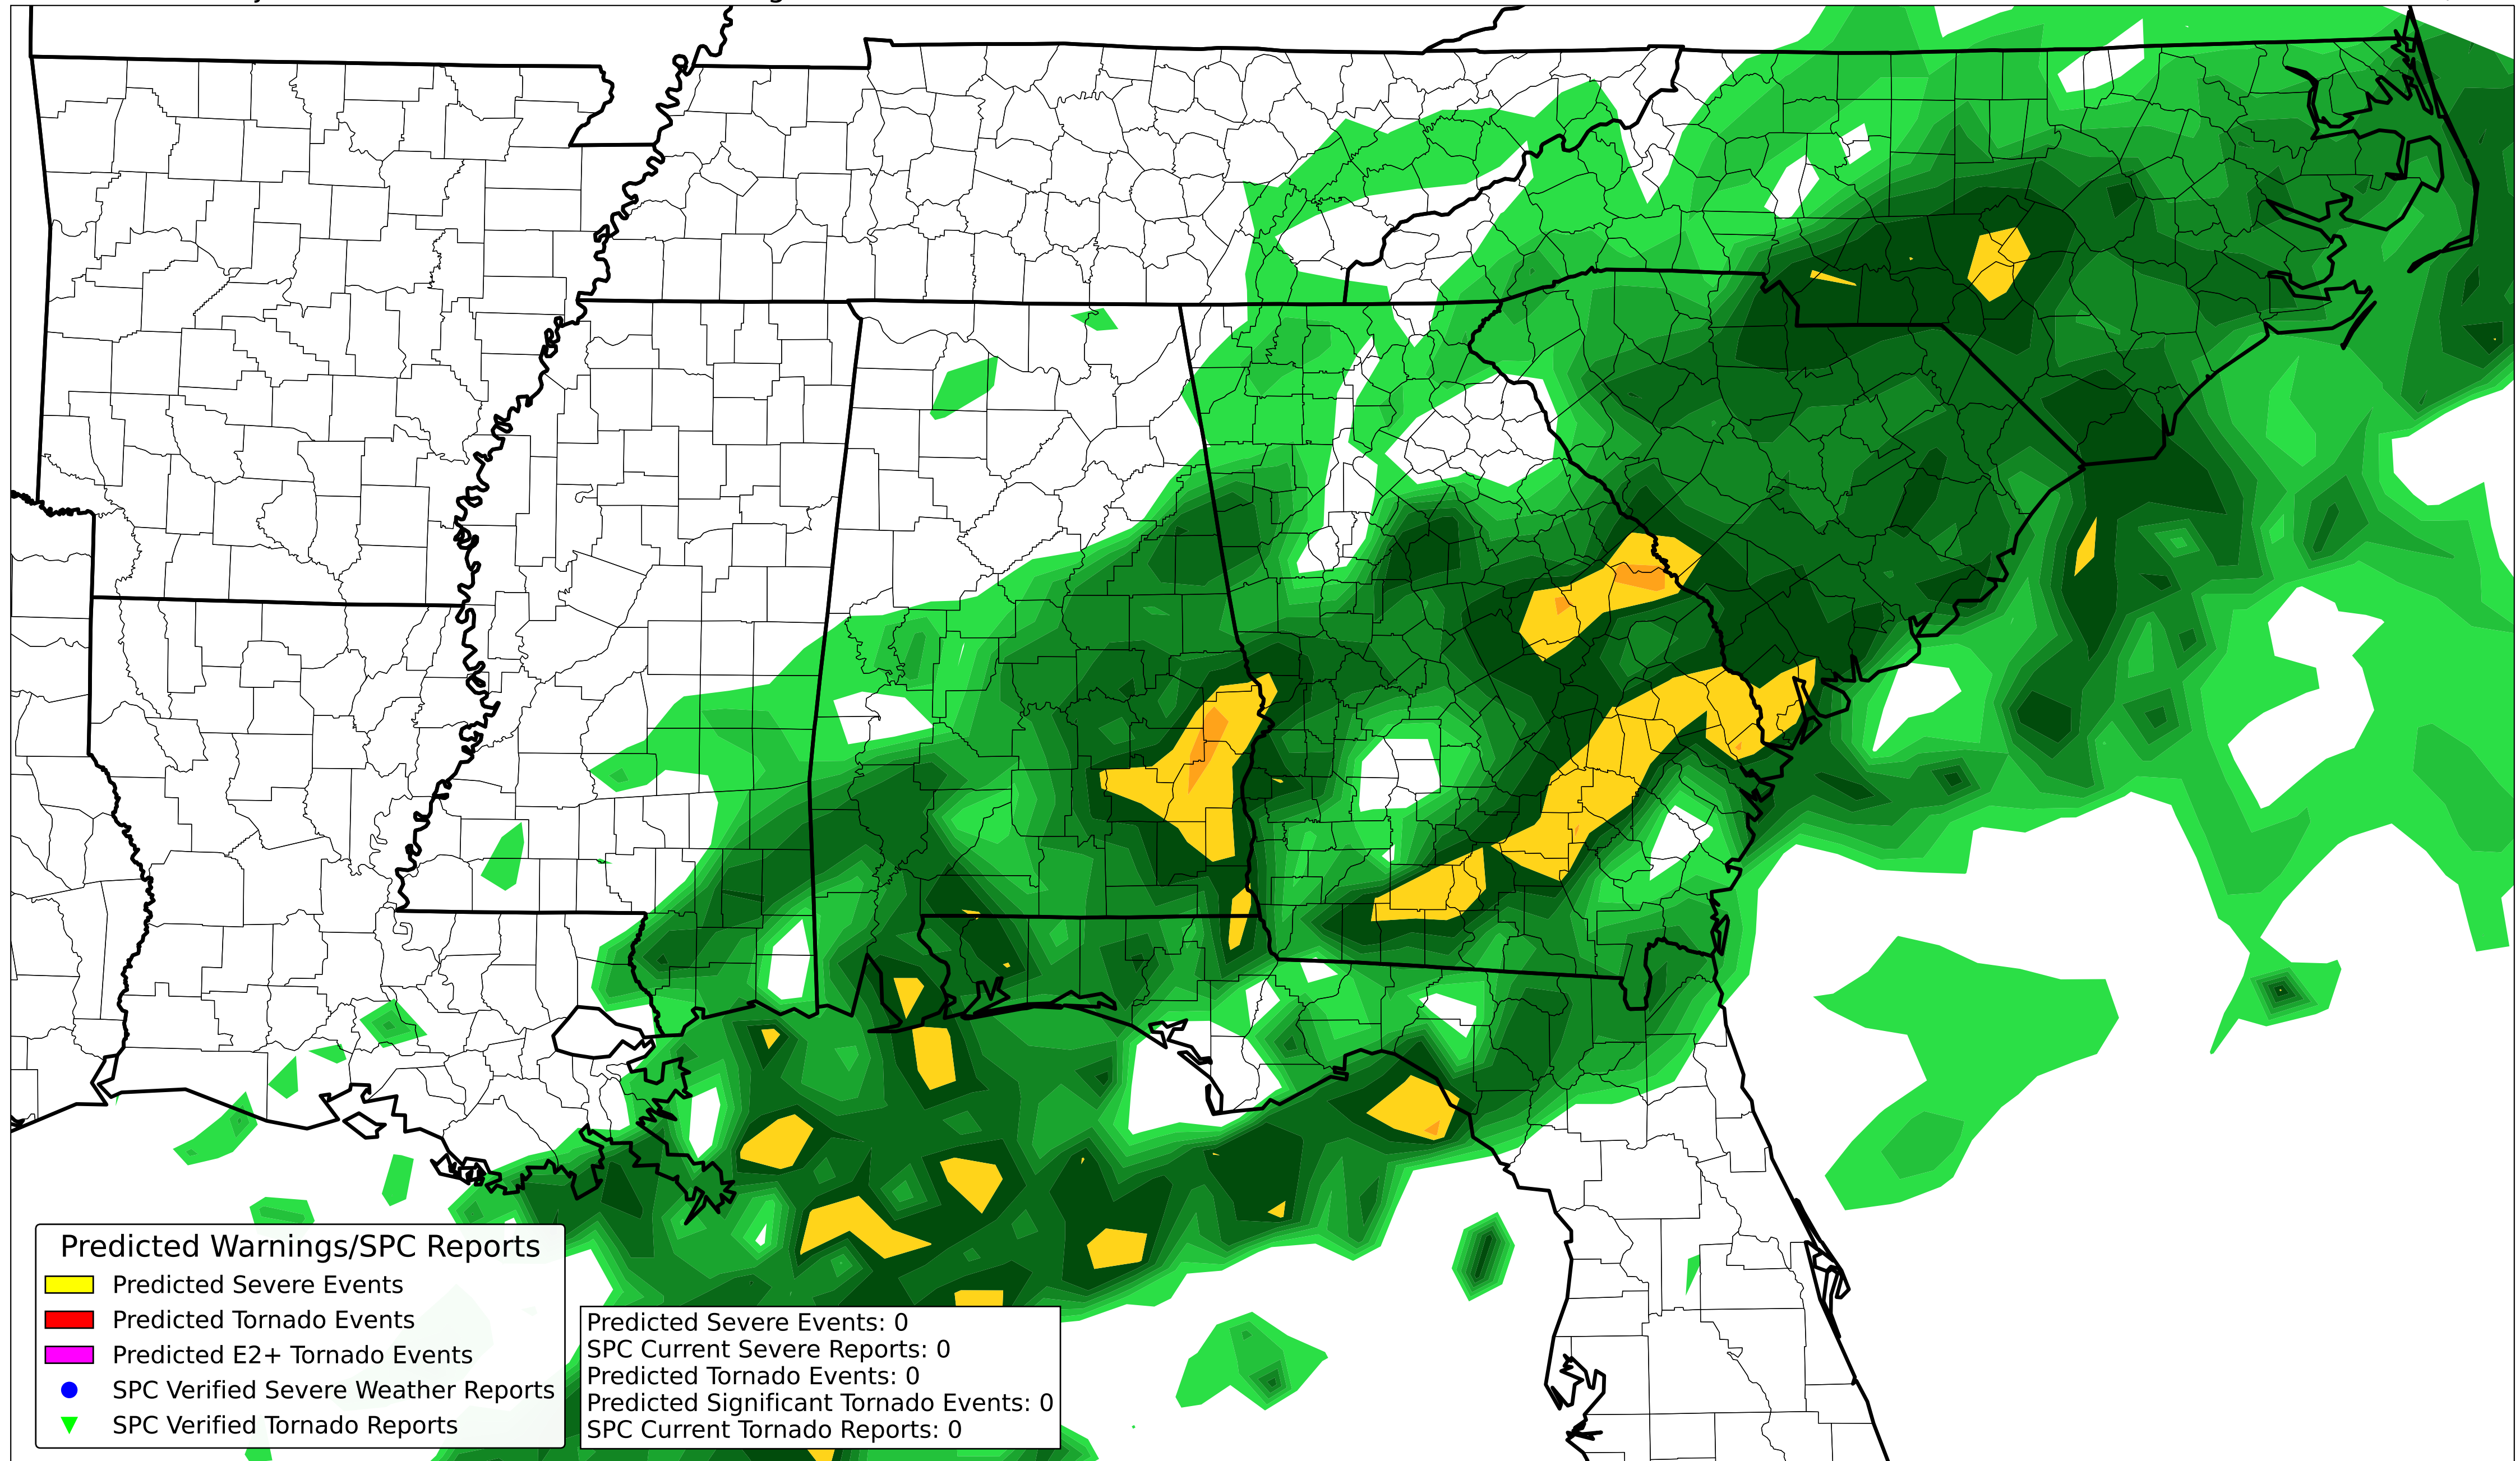 Predicted Warnings/SPC Reports
Predicted Severe Events
Predicted Tornado Events
Predicted E2+ Tornado Events
SPC Verified Severe Weather Reports
SPC Verified Tornado Reports
Predicted Severe Events: 0
SPC Current Severe Reports: 0
Predicted Tornado Events: 0
Predicted Significant Tornado Events: 0
SPC Current Tornado Reports: 0